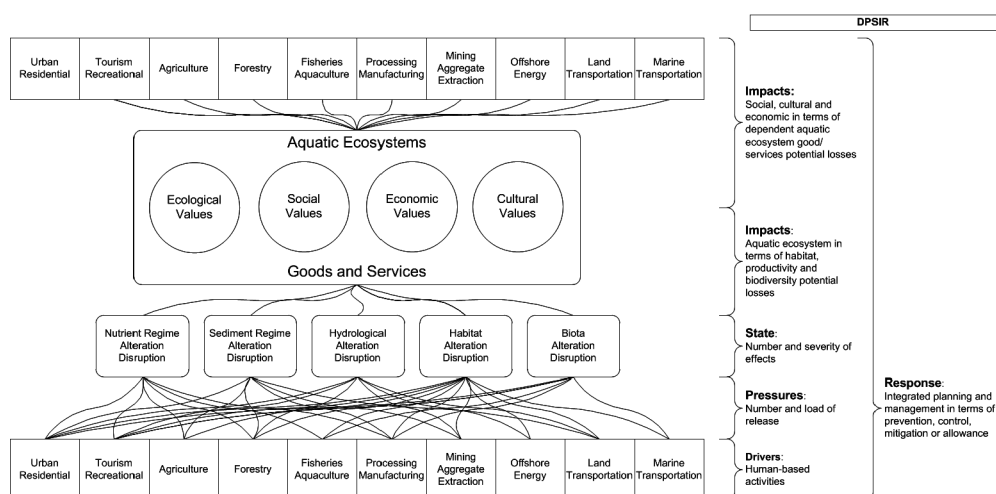 DPSIR
Urban
Residential
Tourism
Recreational
Agriculture
Forestry
Fisheries
Aquaculture
Processing
Manufacturing
Mining
Aggregate
Extraction
Offshore
Energy
Land
Transportation
Marine
Transportation
Impacts:
Social, cultural and
economic in terms of
dependent aquatic
ecosystem good/
services potential losses
Aquatic Ecosystems
Ecological
Values
Social
Values
Economic
Values
Cultural
Values
Goods and Services
Impacts:
Aquatic ecosystem in
terms of habitat,
productivity and
biodiversity potential
losses
Nutrient Regime
Alteration
Disruption
Sediment Regime
Alteration
Disruption
Hydrological
Alteration
Disruption
Habitat
Alteration
Disruption
Biota
Alteration
Disruption
State:
Number and severity of
effects
Pressures:
Number and load of
release
Response:
Integrated planning and
management in terms of
prevention, control,
mitigation or allowance
Urban
Residential
Tourism
Recreational
Agriculture
Forestry
Fisheries
Aquaculture
Processing
Manufacturing
Mining
Aggregate
Extraction
Offshore
Energy
Land
Transportation
Marine
Transportation
Drivers:
Human-based
activities